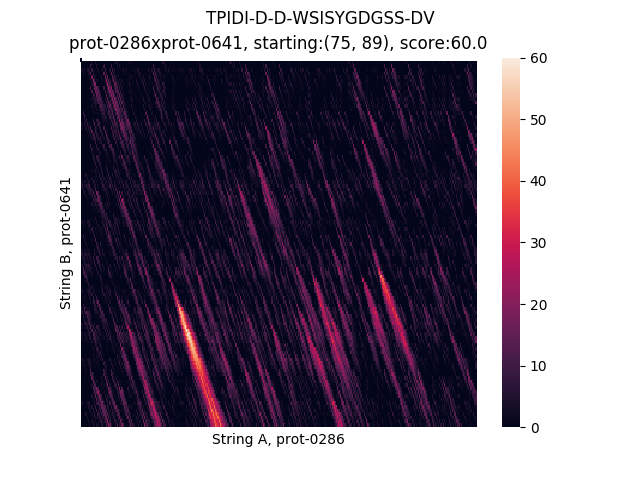 TPIDI-D-D-WSISYGDGSS-DV
prot-0286xprot-0641, starting:(75, 89), score:60.0
String B, prot-0641
String A, prot-0286
60
50
40
30
20
10
0